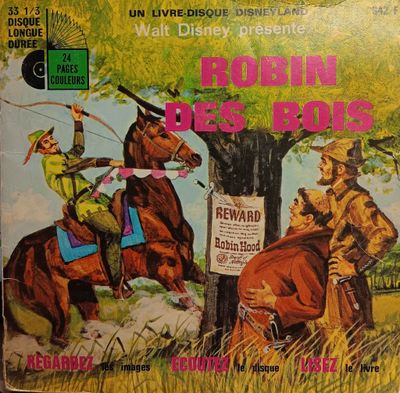 33 1/3
DISQUE
LONGUE
DURÉE
24
PAGES
COULEURS
UN LIVRE-DISQUE DISNEYLAND
Walt Disney présente
ROBIN
DES BOIS
REWARD
Robin Hood
REGARDEZ les images ECOUTEZ le disque LISEZ le livre